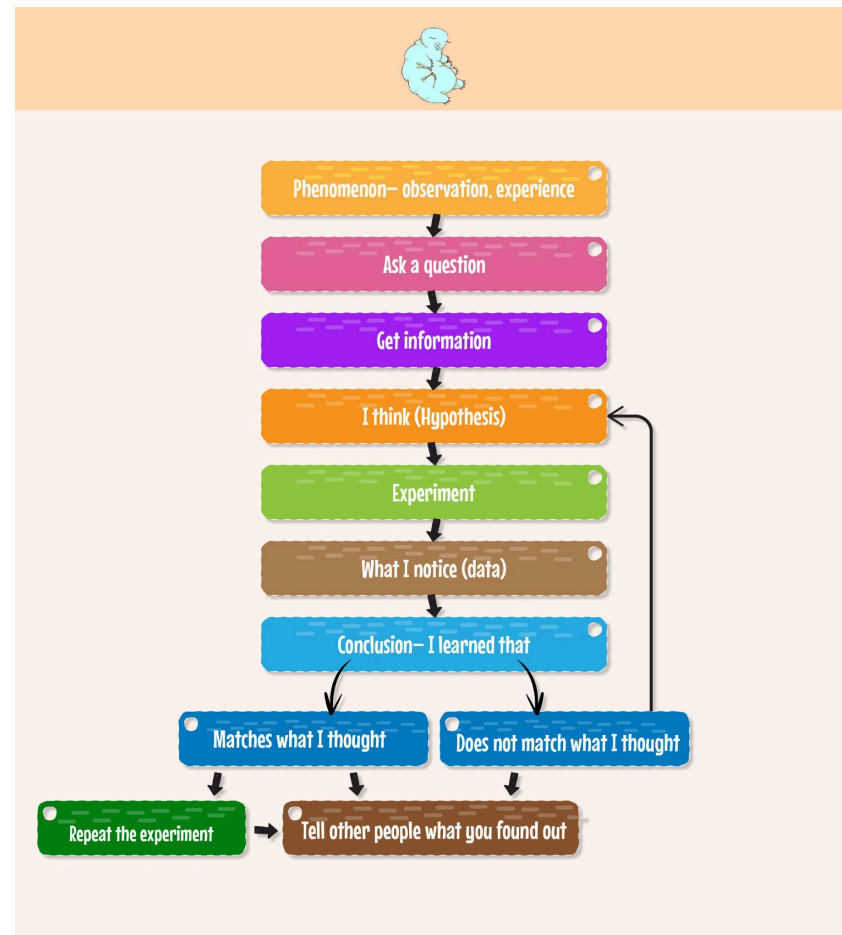 Phenomenon– observation, experience
Ask a question
Get information
I think (Hypothesis)
Experiment
What I notice (data)
Conclusion– I learned that
Matches what I thought
Does not match what I thought
Repeat the experiment
Tell other people what you found out